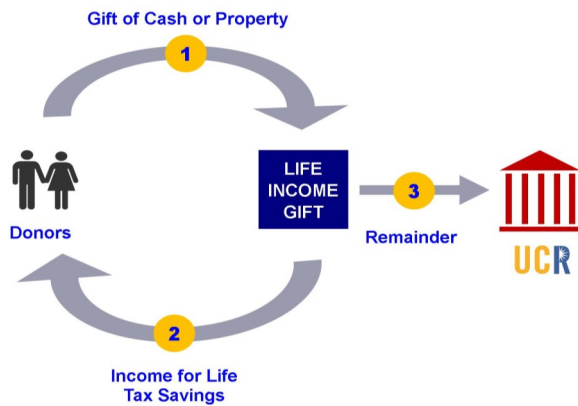 Gift of Cash or Property
1
LIFE
INCOME
GIFT
3
Donors
Remainder
UCR
2
Income for Life
Tax Savings